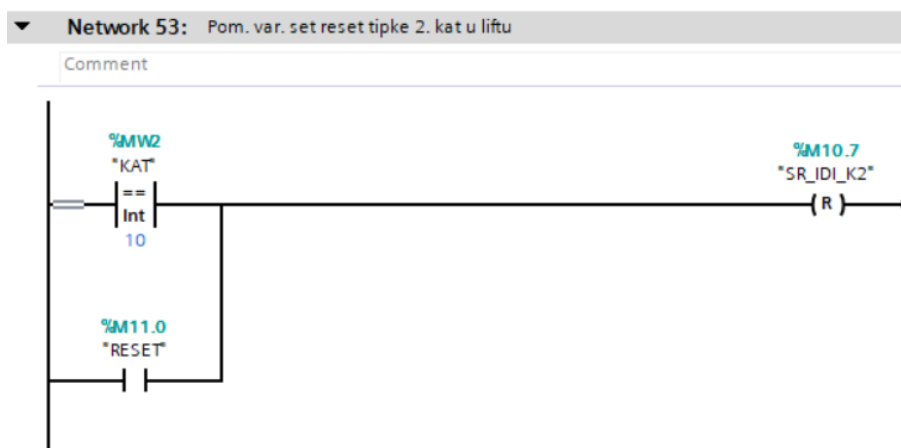 Network 53: Pom. var. set reset tipke 2. kat u liftu
Comment
%MW2
"KAT"
==
Int
10
%M10.7
"SR_IDI_K2"
R
%M11.0
"RESET"